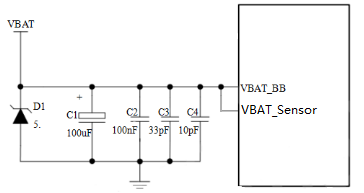 VBAT
VBAT_BB
VBAT_Sensor
D1
5.
+
C1
100uF
C2
100nF
C3
33pF
C4
10pF